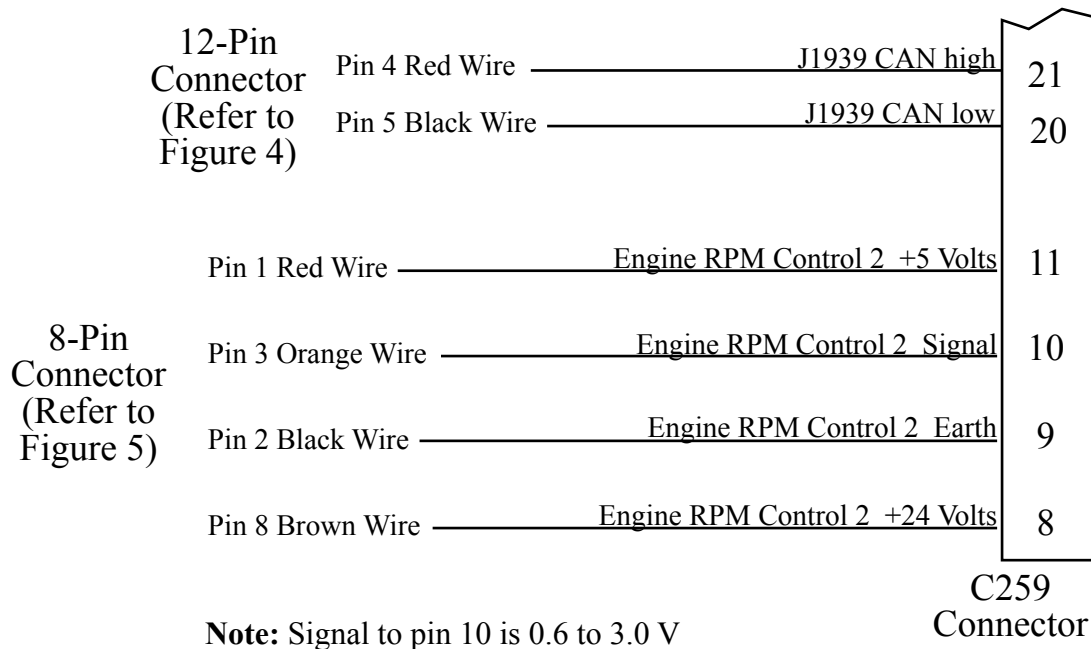 12-Pin
Connector
(Refer to
Figure 4)
Pin 4 Red Wire
J1939 CAN high
21
Pin 5 Black Wire
J1939 CAN low
20
8-Pin
Connector
(Refer to
Figure 5)
Pin 1 Red Wire
Engine RPM Control 2 +5 Volts
11
Pin 3 Orange Wire
Engine RPM Control 2 Signal
10
Pin 2 Black Wire
Engine RPM Control 2 Earth
9
Pin 8 Brown Wire
Engine RPM Control 2 +24 Volts
8
C259
Connector
Note: Signal to pin 10 is 0.6 to 3.0 V